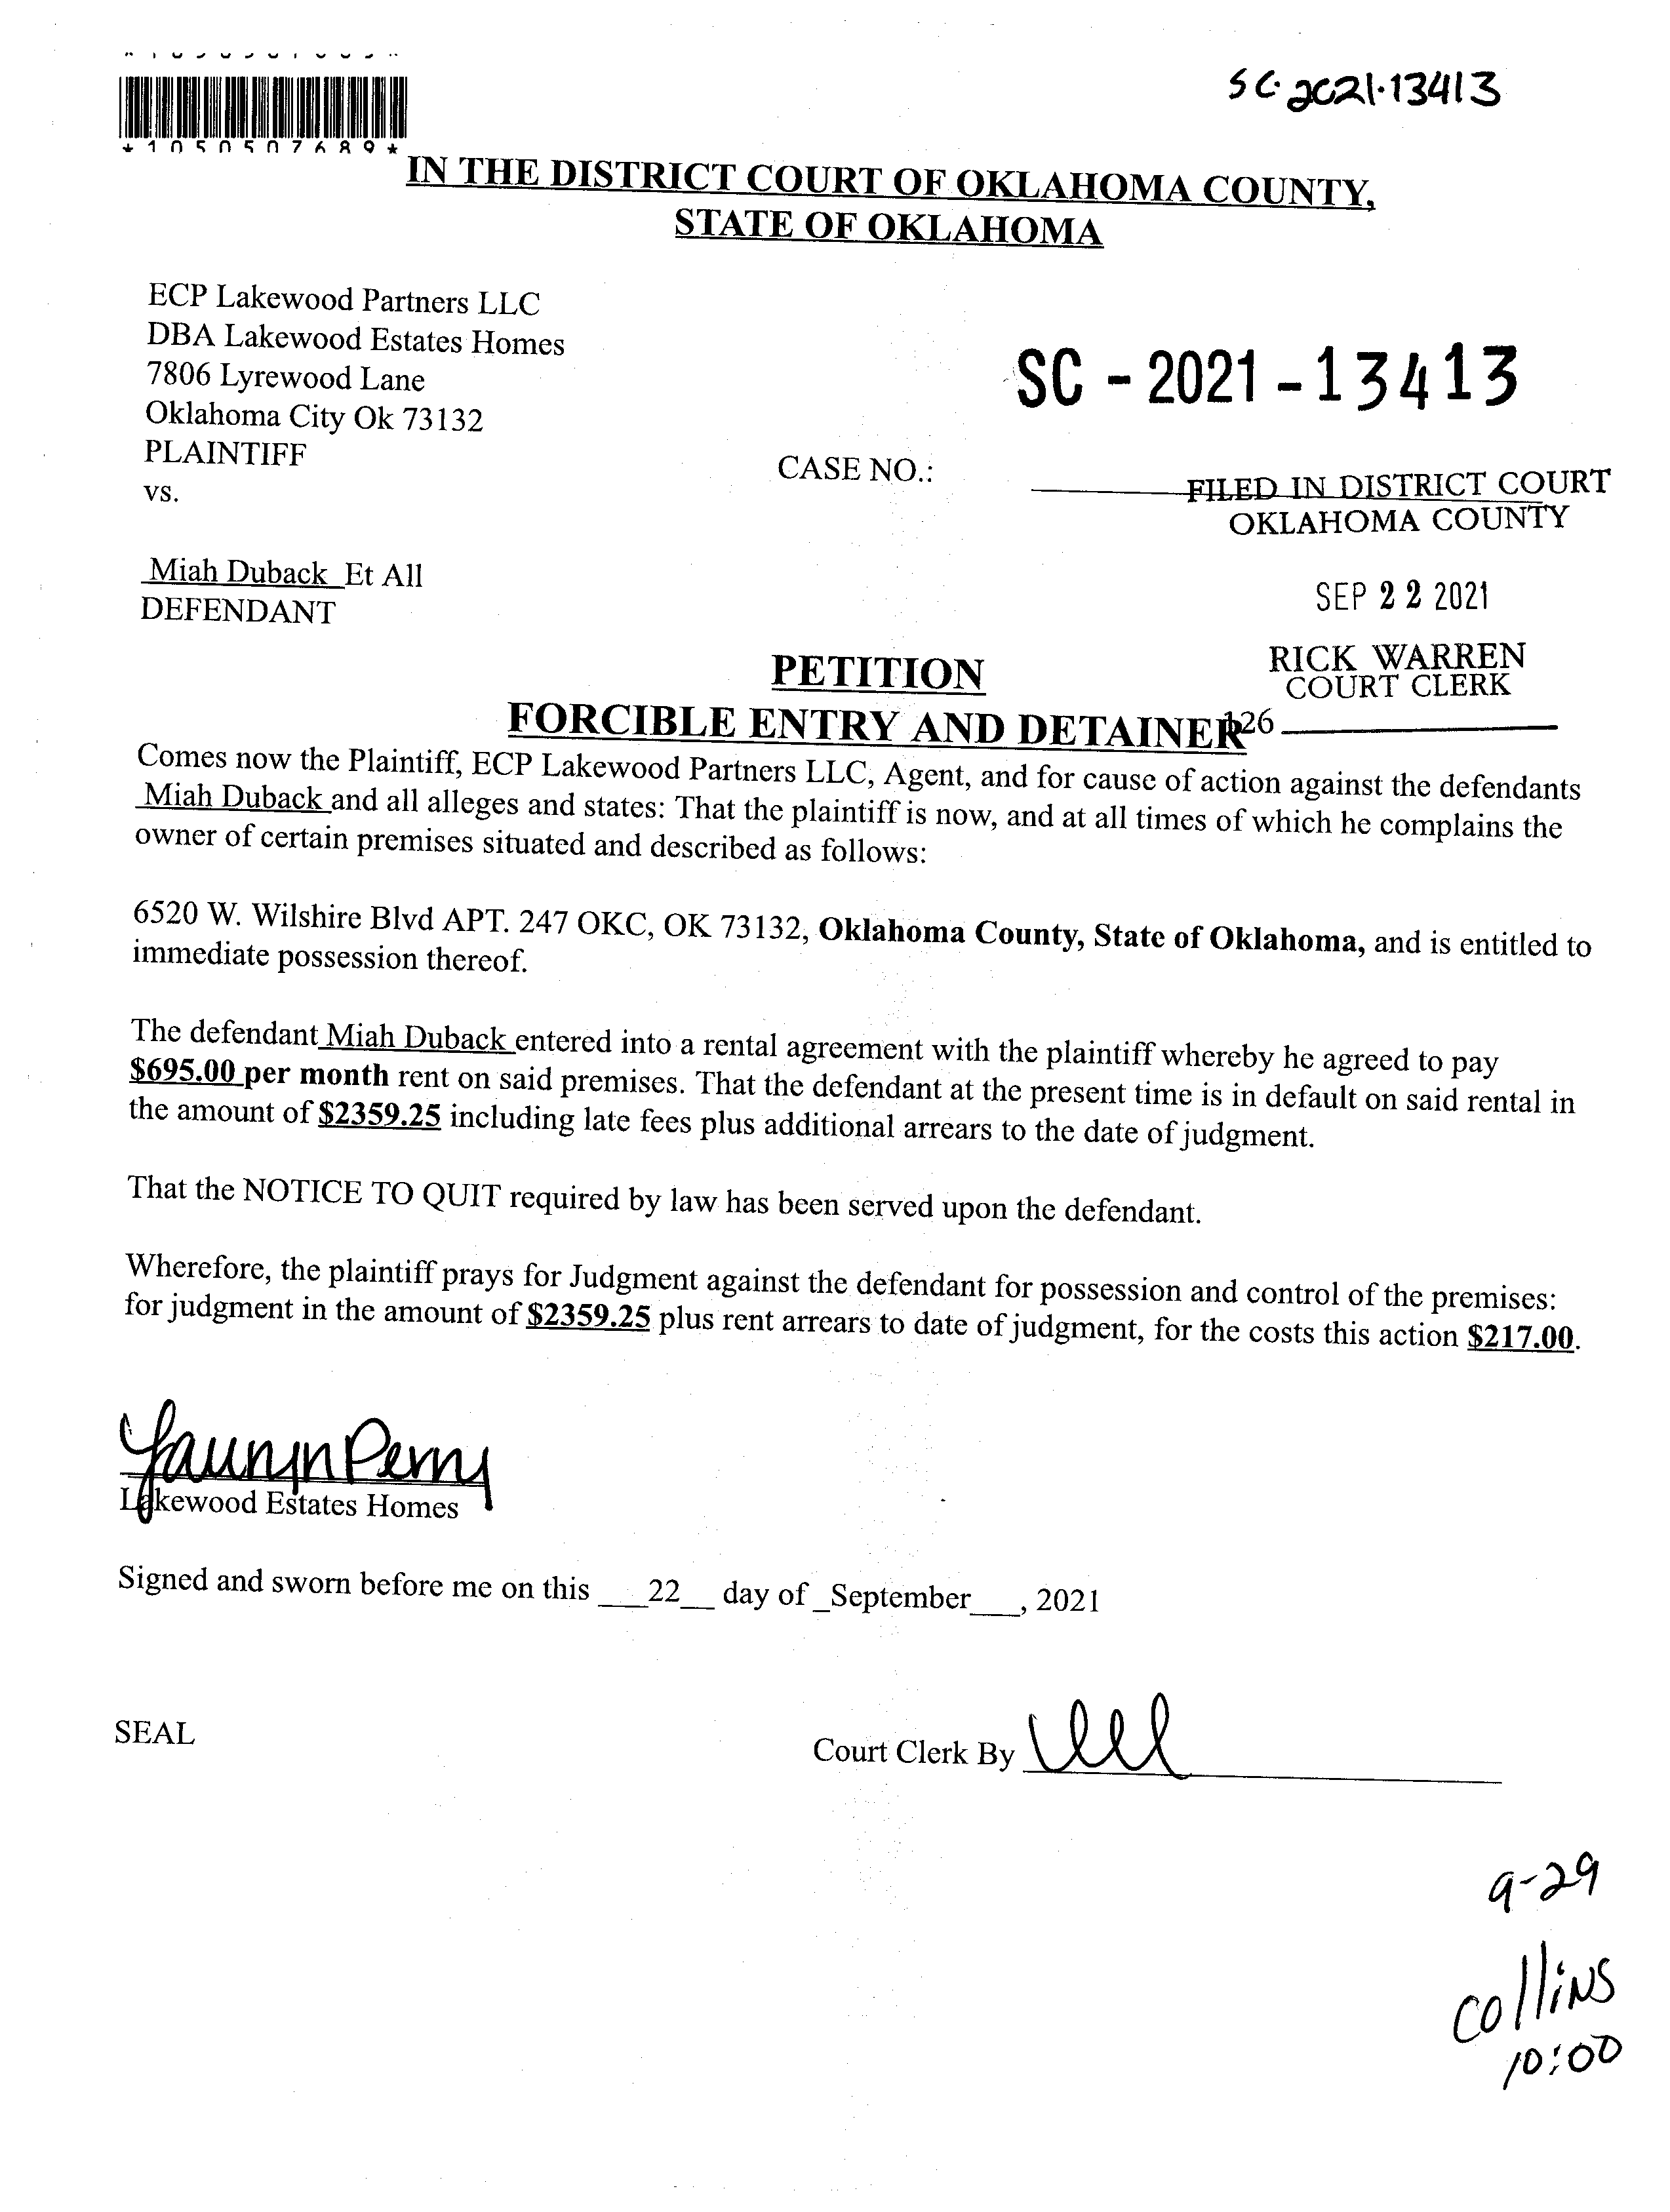 SC-2021-13413
*1050507689*
IN THE DISTRICT COURT OF OKLAHOMA COUNTY,
STATE OF OKLAHOMA
ECP Lakewood Partners LLC
DBA Lakewood Estates Homes
7806 Lyrewood Lane
Oklahoma City Ok 73132
PLAINTIFF
vs.
SC - 2021 - 13413
CASE NO.:
FILED IN DISTRICT COURT
OKLAHOMA COUNTY
Miah Duback Et All
DEFENDANT
SEP 22 2021
RICK WARREN
COURT CLERK
126
PETITION
FORCIBLE ENTRY AND DETAINER
Comes now the Plaintiff, ECP Lakewood Partners LLC, Agent, and for cause of action against the defendants
Miah Duback and all alleges and states: That the plaintiff is now, and at all times of which he complains the
owner of certain premises situated and described as follows:
6520 W. Wilshire Blvd APT. 247 OKC, OK 73132, Oklahoma County, State of Oklahoma, and is entitled to
immediate possession thereof.
The defendant Miah Duback entered into a rental agreement with the plaintiff whereby he agreed to pay
$695.00 per month rent on said premises. That the defendant at the present time is in default on said rental in
the amount of $2359.25 including late fees plus additional arrears to the date of judgment.
That the NOTICE TO QUIT required by law has been served upon the defendant.
Wherefore, the plaintiff prays for Judgment against the defendant for possession and control of the premises:
for judgment in the amount of $2359.25 plus rent arrears to date of judgment, for the costs this action $217.00.
Perry
Lakewood Estates Homes
Signed and sworn before me on this ___22__ day of _September___, 2021
SEAL
Court Clerk By
9-29
Collins
10:00